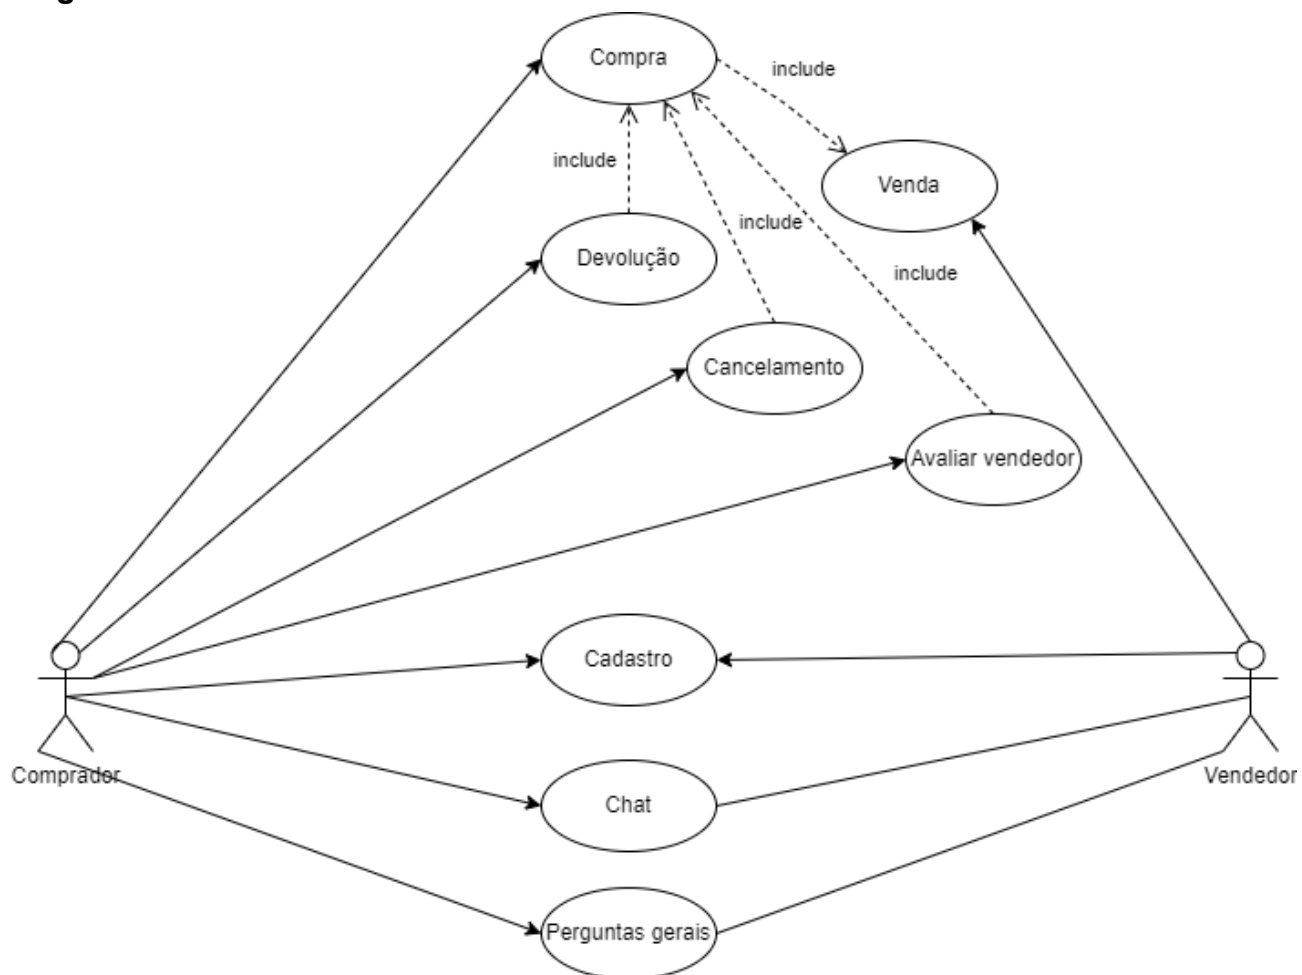 g
Compra
include
include
Venda
include
Devolução
include
Cancelamento
Avaliar vendedor
Cadastro
Comprador
Vendedor
Chat
Perguntas gerais